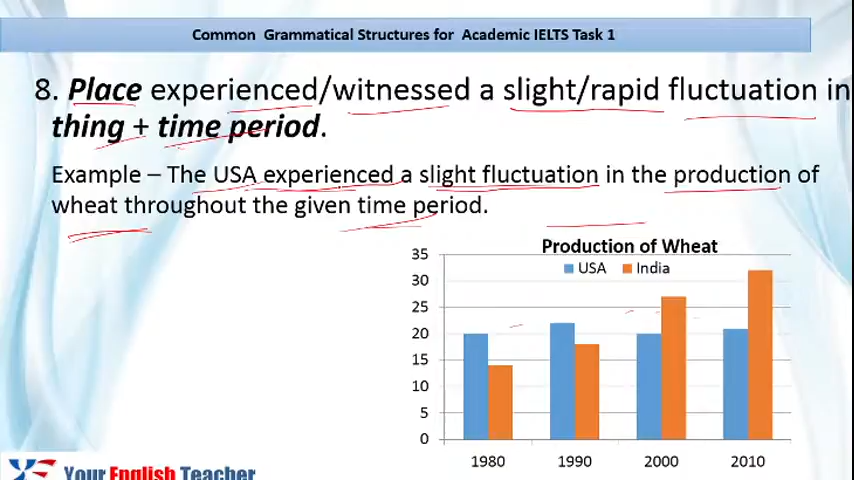 Common Grammatical Structures for Academic IELTS Task 1
8. Place experienced/witnessed a slight/rapid fluctuation in
thing + time period.
Example – The USA experienced a slight fluctuation in the production of
wheat throughout the given time period.
Production of Wheat
USA India
35
30
25
20
15
10
5
0
1980 1990 2000 2010
Your English Teacher